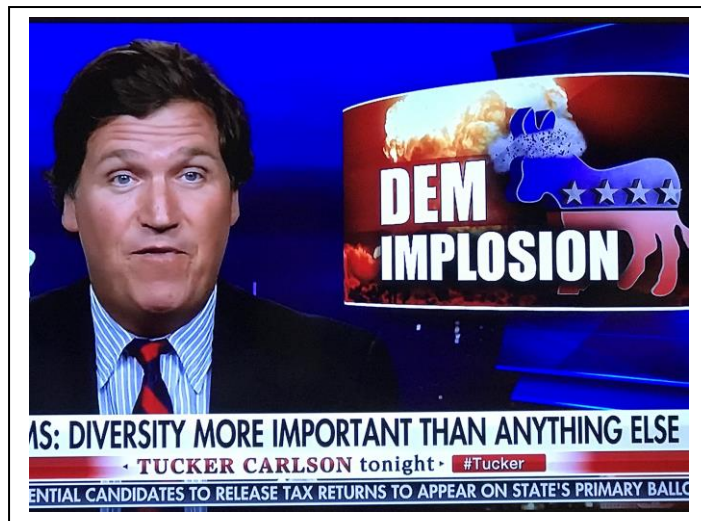 DEM
IMPLOSION
MS: DIVERSITY MORE IMPORTANT THAN ANYTHING ELSE
TUCKER CARLSON tonight
#Tucker
ENTIAL CANDIDATES TO RELEASE TAX RETURNS TO APPEAR ON STATE'S PRIMARY BALLO